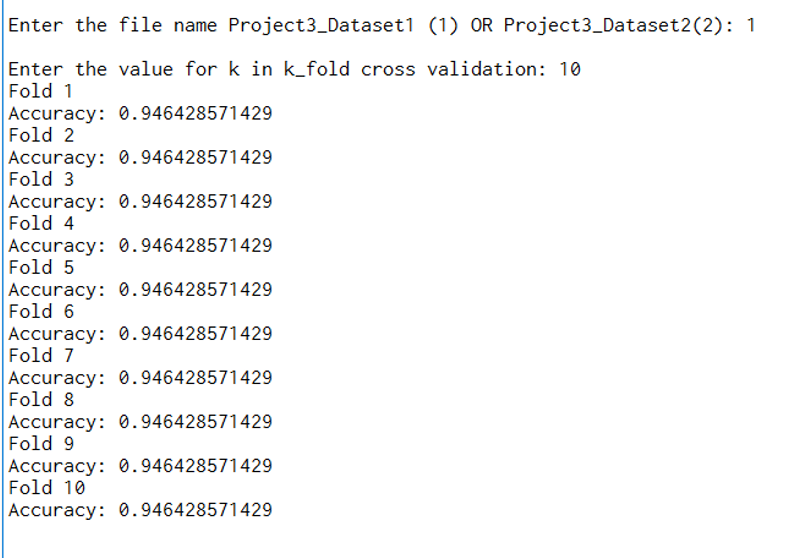 Enter the file name Project3_Dataset1 (1) OR Project3_Dataset2(2): 1
Enter the value for k in k_fold cross validation: 10
Fold 1
Accuracy: 0.946428571429
Fold 2
Accuracy: 0.946428571429
Fold 3
Accuracy: 0.946428571429
Fold 4
Accuracy: 0.946428571429
Fold 5
Accuracy: 0.946428571429
Fold 6
Accuracy: 0.946428571429
Fold 7
Accuracy: 0.946428571429
Fold 8
Accuracy: 0.946428571429
Fold 9
Accuracy: 0.946428571429
Fold 10
Accuracy: 0.946428571429